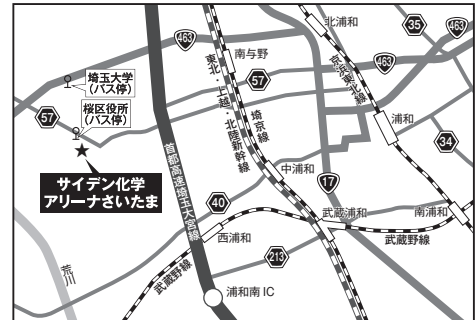 北浦和
35
463
463
463
南与野
京浜東北線
埼玉大学
(バス停)
57
57
桜区役所
(バス停)
東北・上越・北陸新幹線
埼京線
浦和
サイデン化学
アリーナさいたま
首都高速埼玉大宮線
中浦和
34
17
40
武蔵浦和
南浦和
西浦和
武蔵野線
荒川
武蔵野線
213
浦和南IC